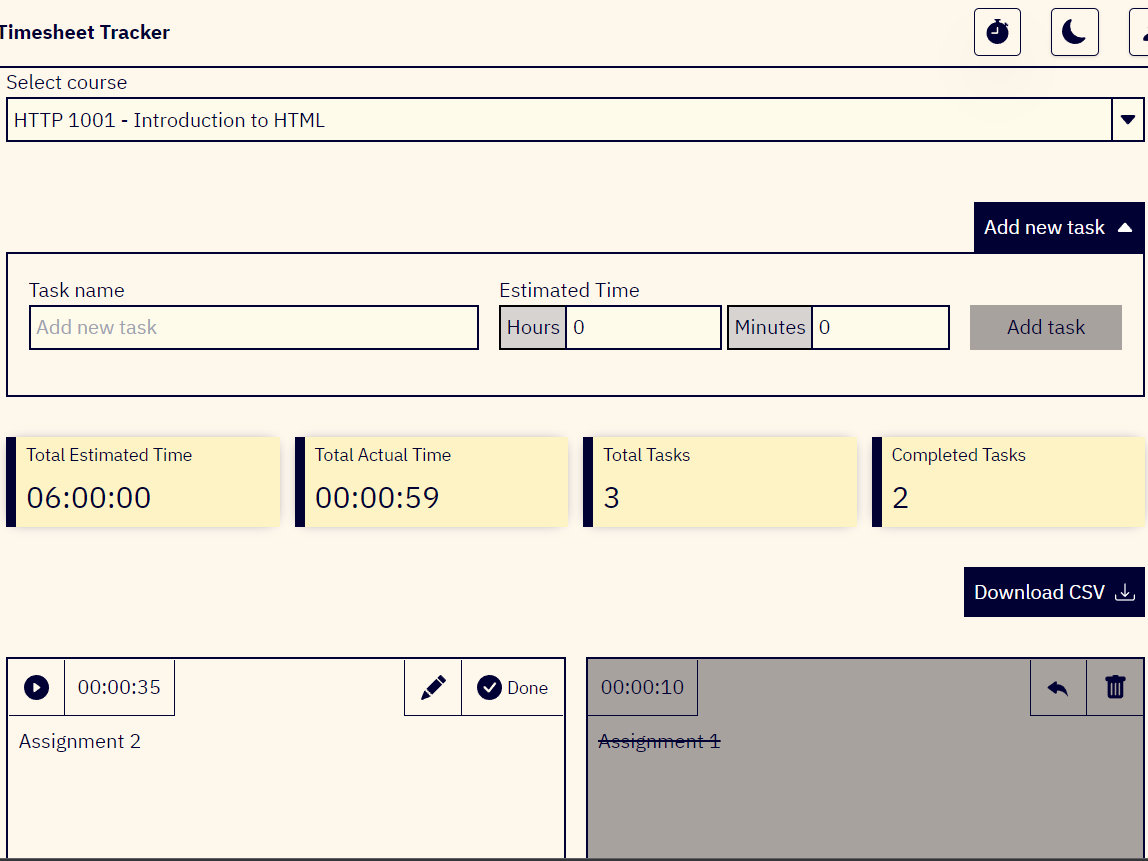 Timesheet Tracker
Select course
HTTP 1001 - Introduction to HTML
Add new task
Task name
Estimated Time
Add new task
Hours 0
Minutes 0
Add task
Total Estimated Time
06:00:00
Total Actual Time
00:00:59
Total Tasks
3
Completed Tasks
2
Download CSV
00:00:35
Done
Assignment 2
00:00:10
Assignment 1